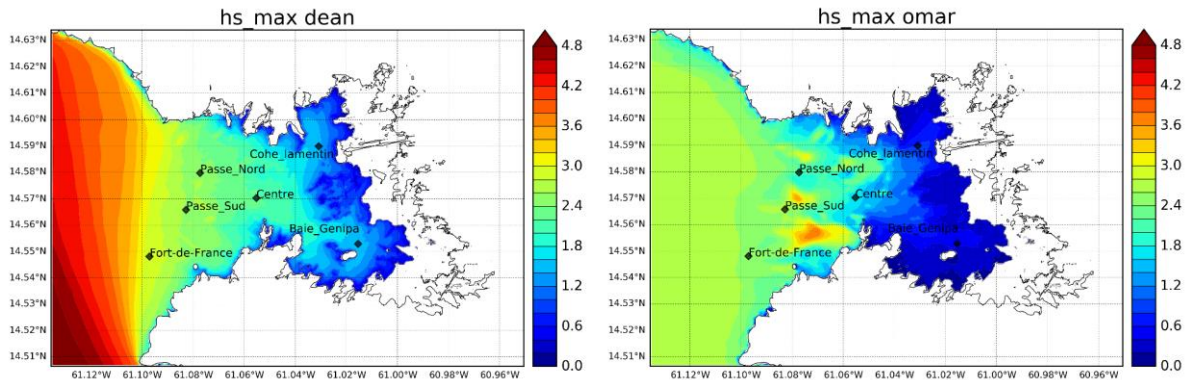 hs_max dean
14.63°N
14.61°N
14.60°N
14.59°N
14.58°N
14.57°N
14.56°N
14.55°N
14.54°N
14.53°N
14.52°N
14.51°N
Cohe_lamentin
Passe_Nord
Centre
Passe_Sud
Baie_Genipa
Fort-de-France
61.12°W 61.10°W 61.08°W 61.06°W 61.04°W 61.02°W 61.00°W 60.98°W 60.96°W
4.8
4.2
3.6
3.0
2.4
1.8
1.2
0.6
0.0
hs_max omar
14.63°N
14.61°N
14.60°N
14.59°N
14.58°N
14.57°N
14.56°N
14.55°N
14.54°N
14.53°N
14.52°N
14.51°N
Cohe_lamentin
Passe_Nord
Centre
Passe_Sud
Baie_Genipa
Fort-de-France
61.12°W 61.10°W 61.08°W 61.06°W 61.04°W 61.02°W 61.00°W 60.98°W 60.96°W
4.8
4.2
3.6
3.0
2.4
1.8
1.2
0.6
0.0